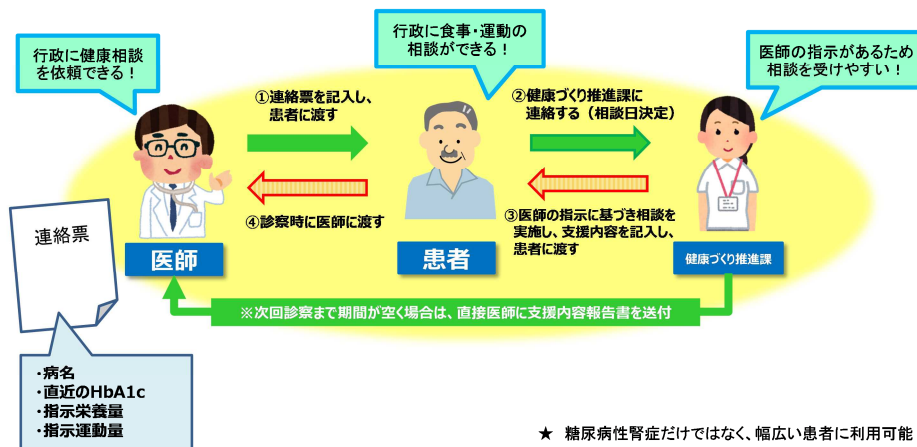 行政に健康相談
を依頼できる！
行政に食事・運動の
相談ができる！
医師の指示があるため
相談を受けやすい！
①連絡票を記入し、
患者に渡す
②健康づくり推進課に
連絡する（相談日決定）
④診察時に医師に渡す
③医師の指示に基づき相談を
実施し、支援内容を記入し、
患者に渡す
連絡票
医師
患者
健康づくり推進課
※次回診察まで期間が空く場合は、直接医師に支援内容報告書を送付
・病名
・直近のHbA1c
・指示栄養量
・指示運動量
★ 糖尿病性腎症だけではなく、幅広い患者に利用可能